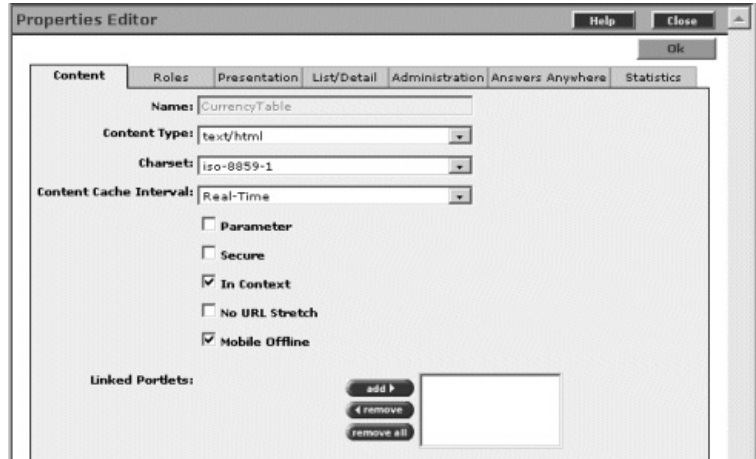 Properties Editor Help Close
Ok
Content Roles Presentation List/Detail Administration Answers Anywhere Statistics
Name: CurrencyTable
Content Type: text/html
Charset: iso-8859-1
Content Cache Interval: Real-Time
Parameter
Secure
In Context
No URL Stretch
Mobile Offline
Linked Portlets: add
remove
remove all